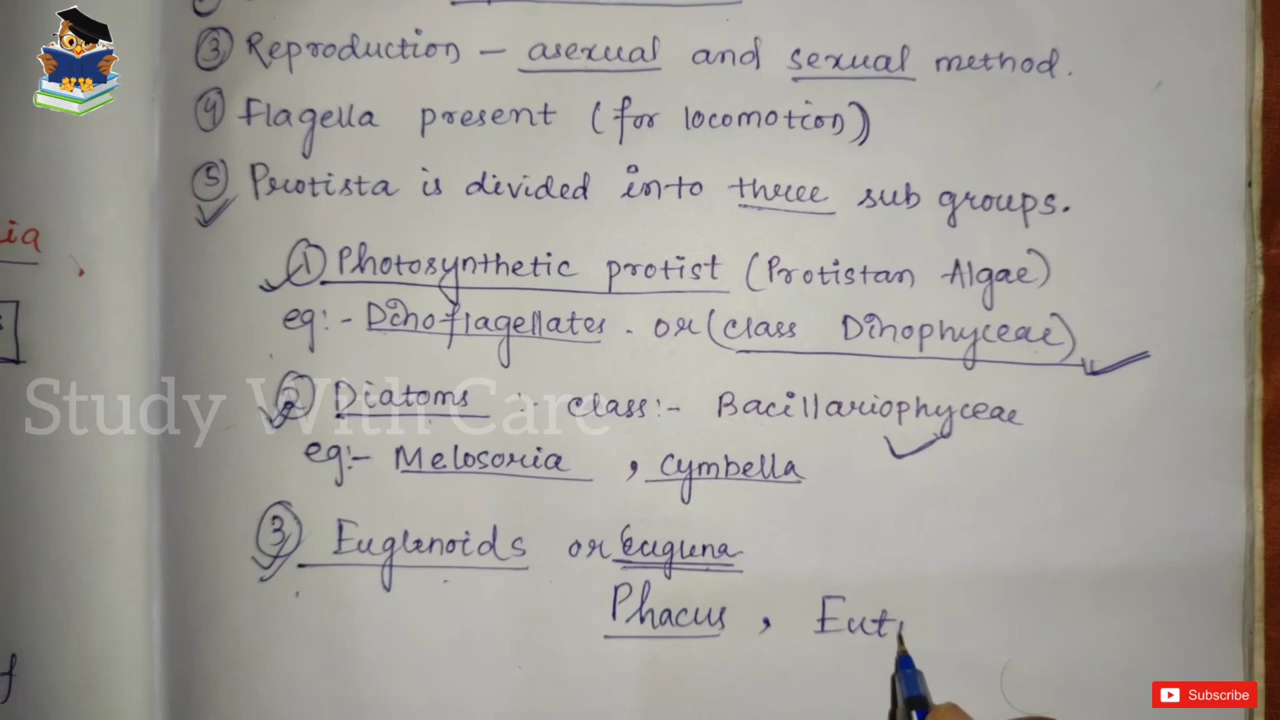 ③ Reproduction – asexual and sexual method.
④ Flagella present (for locomotion)
ia
⑤ Protista is divided into three sub groups.
① Photosynthetic protist (Protistan Algae)
eg:- Dinoflagellates. or (class Dinophyceae)
② Diatoms :- class:- Bacillariophyceae
Study With Care
eg:- Melosoria, Cymbella
③ Euglenoids or Euglena
Phacus, Eut
f
Subscribe